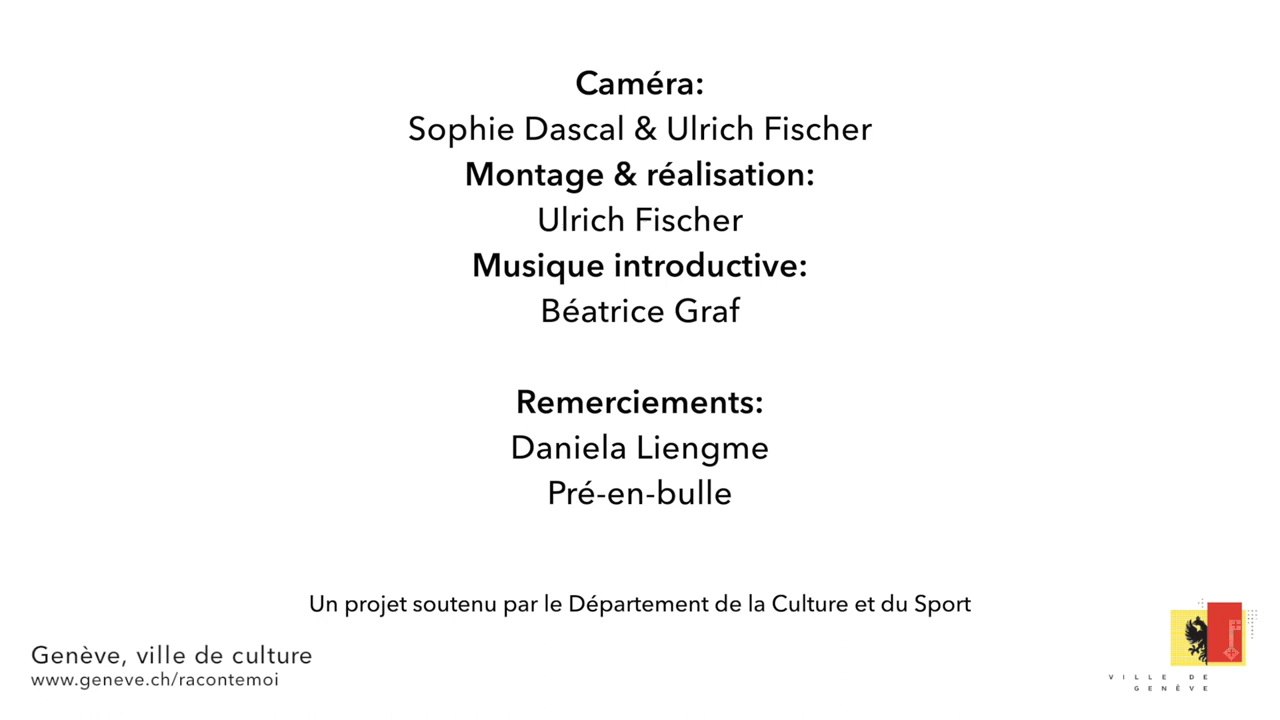 Caméra:
Sophie Dascal & Ulrich Fischer
Montage & réalisation:
Ulrich Fischer
Musique introductive:
Béatrice Graf
Remerciements:
Daniela Liengme
Pré-en-bulle
Un projet soutenu par le Département de la Culture et du Sport
Genève, ville de culture
www.geneve.ch/racontemoi
VILLE DE
GENÈVE